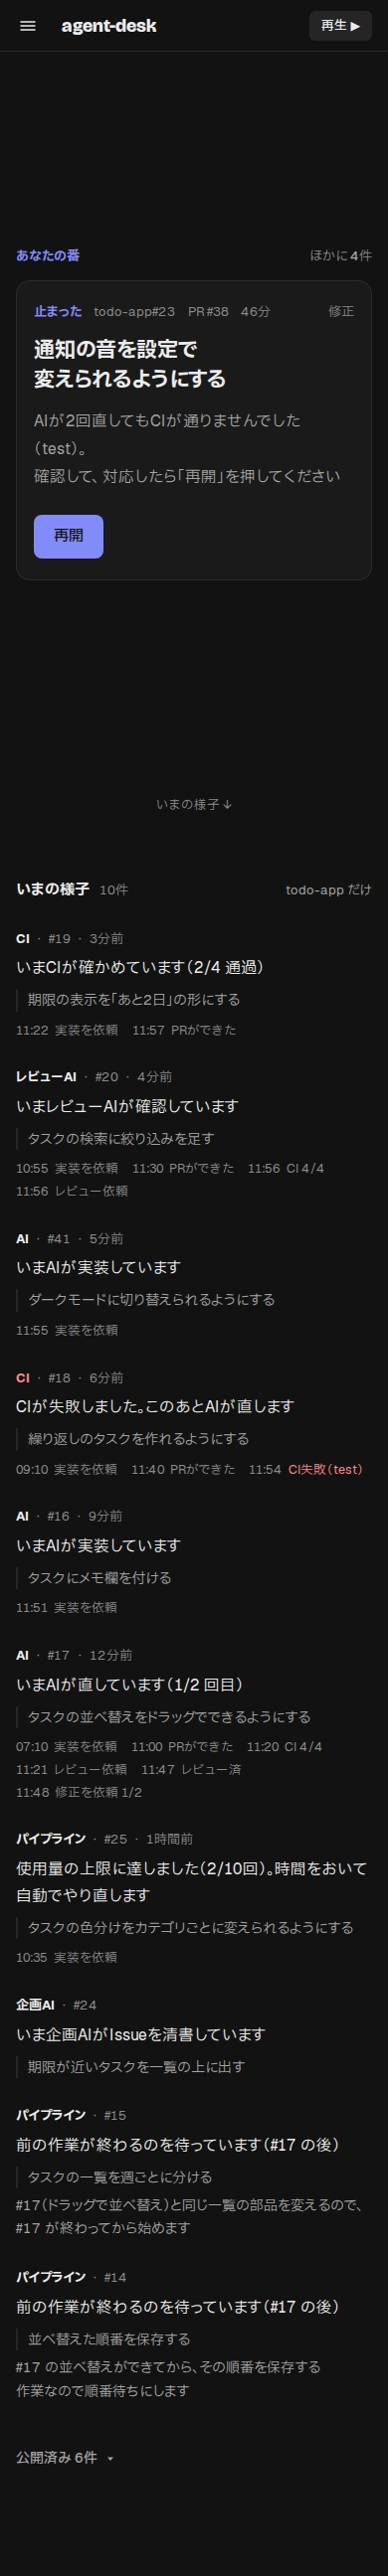 agent-desk
再生 ▶
あなたの番
ほかに4件
止まった todo-app#23 PR#38 46分
修正
通知の音を設定で
変えられるようにする
AIが2回直してもCIが通りませんでした
（test）。
確認して、対応したら「再開」を押してください
再開
いまの様子 ↓
いまの様子 10件
todo-app だけ
CI · #19 · 3分前
いまCIが確かめています（2/4 通過）
期限の表示を「あと2日」の形にする
11:22 実装を依頼 11:57 PRができた
レビューAI · #20 · 4分前
いまレビューAIが確認しています
タスクの検索に絞り込みを足す
10:55 実装を依頼 11:30 PRができた 11:56 CI 4/4
11:56 レビュー依頼
AI · #41 · 5分前
いまAIが実装しています
ダークモードに切り替えられるようにする
11:55 実装を依頼
CI · #18 · 6分前
CIが失敗しました。このあとAIが直します
繰り返しのタスクを作れるようにする
09:10 実装を依頼 11:40 PRができた 11:54 CI失敗（test）
AI · #16 · 9分前
いまAIが実装しています
タスクにメモ欄を付ける
11:51 実装を依頼
AI · #17 · 12分前
いまAIが直しています（1/2 回目）
タスクの並べ替えをドラッグでできるようにする
07:10 実装を依頼 11:00 PRができた 11:20 CI 4/4
11:21 レビュー依頼 11:47 レビュー済
11:48 修正を依頼 1/2
パイプライン · #25 · 1時間前
使用量の上限に達しました（2/10回）。時間をおいて
自動でやり直します
タスクの色分けをカテゴリごとに変えられるようにする
10:35 実装を依頼
企画AI · #24
いま企画AIがIssueを清書しています
期限が近いタスクを一覧の上に出す
パイプライン · #15
前の作業が終わるのを待っています（#17 の後）
タスクの一覧を週ごとに分ける
#17（ドラッグで並べ替え）と同じ一覧の部品を変えるので、
#17 が終わってから始めます
パイプライン · #14
前の作業が終わるのを待っています（#17 の後）
並べ替えた順番を保存する
#17 の並べ替えができてから、その順番を保存する
作業なので順番待ちにします
公開済み 6件